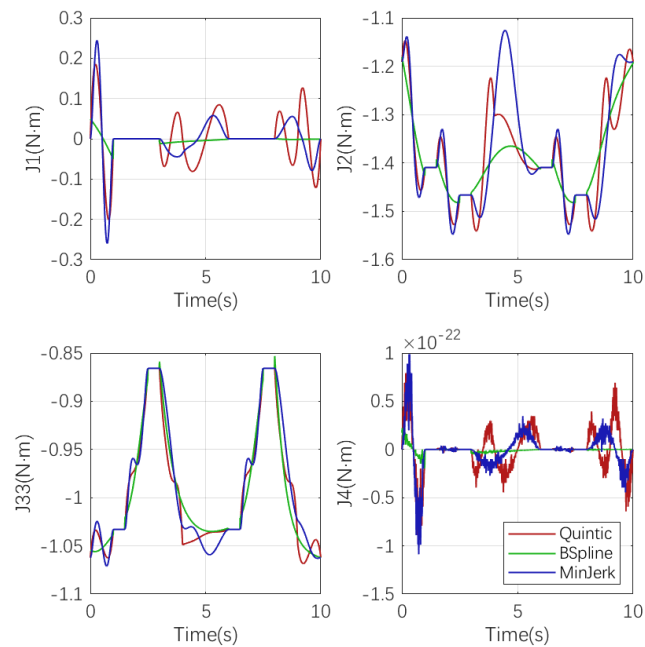 0.3
0.2
0.1
0
-0.1
-0.2
0.3
J1(N·m)
0 5 10
Time(s)
-1.1
-1.2
-1.3
-1.4
-1.5
-1.6
J2(N·m)
0 5 10
Time(s)
-0.85
-0.9
-0.95
-1
-1.05
-1.1
J33(N·m)
0 5 10
Time(s)
×10^-22
1
0.5
0
-0.5
-1
-1.5
J4(N·m)
0 5 10
Time(s)
Quintic
BSpline
MinJerk